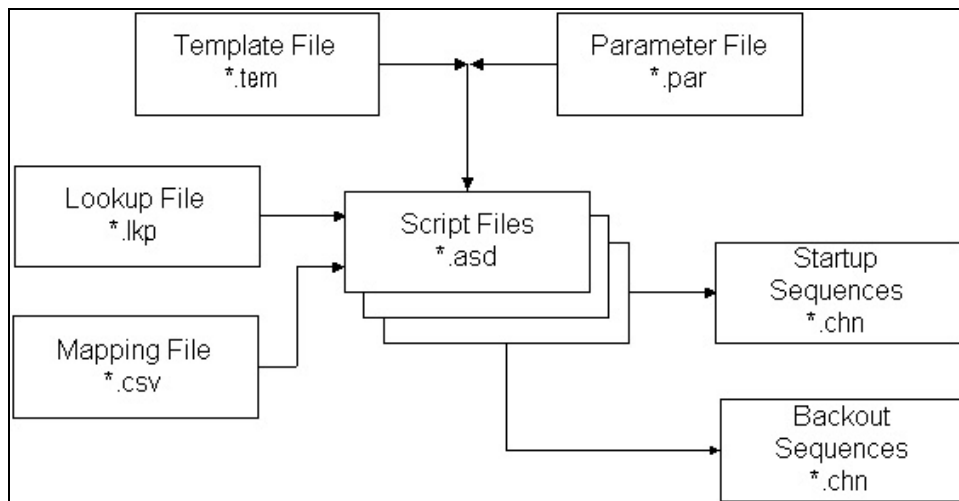 Template File
*.tem
Parameter File
*.par
Lookup File
*.lkp
Script Files
*.asd
Startup
Sequences
*.chn
Mapping File
*.csv
Backout
Sequences
*.chn